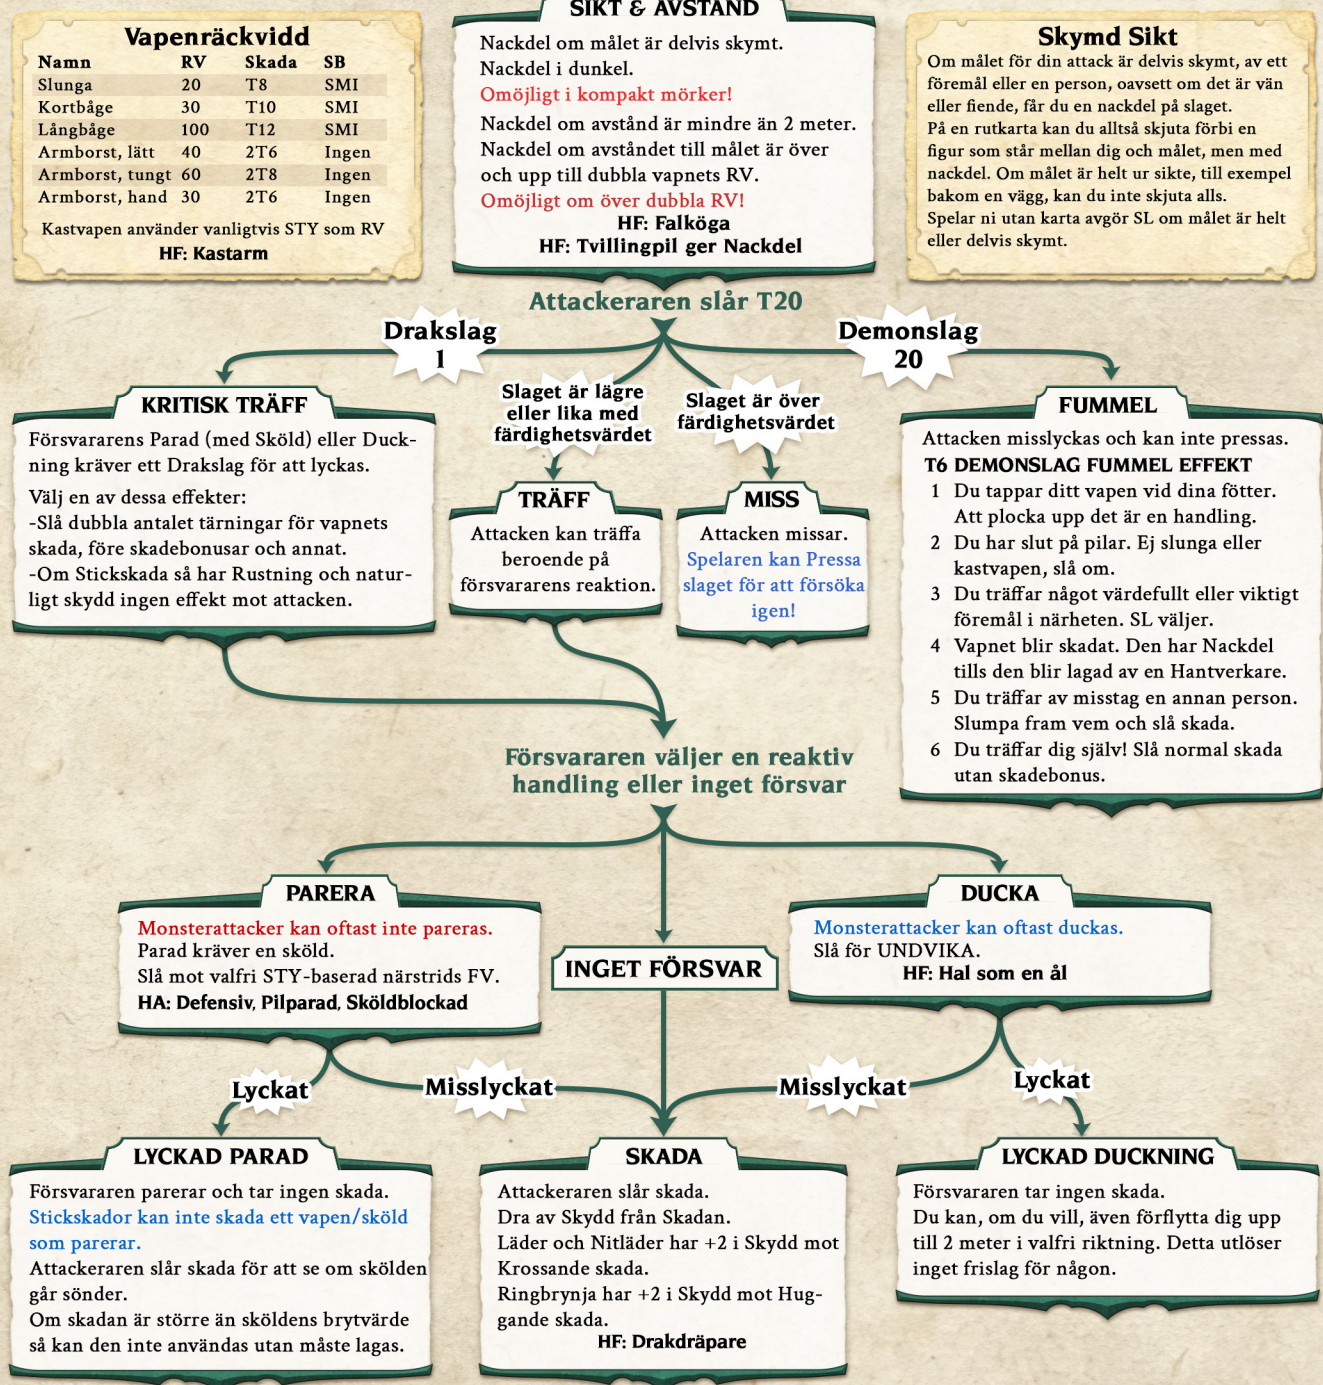 Vapenräckvidd
Namn RV Skada SB
Slunga 20 T8 SMI
Kortbåge 30 T10 SMI
Långbåge 100 T12 SMI
Armborst, lätt 40 2T6 Ingen
Armborst, tungt 60 2T8 Ingen
Armborst, hand 30 2T6 Ingen
Kastvapen använder vanligtvis STY som RV
HF: Kastarm
SIKT & AVSTÅND
Nackdel om målet är delvis skymt.
Nackdel i dunkel.
Omöjligt i kompakt mörker!
Nackdel om avstånd är mindre än 2 meter.
Nackdel om avståndet till målet är över
och upp till dubbla vapnets RV.
Omöjligt om över dubbla RV!
HF: Falköga
HF: Tvillingpil ger Nackdel
Skymd Sikt
Om målet för din attack är delvis skymt, av ett
föremål eller en person, oavsett om det är vän
eller fiende, får du en nackdel på slaget.
På en rutkarta kan du alltså skjuta förbi en
figur som står mellan dig och målet, men med
nackdel. Om målet är helt ur sikte, till exempel
bakom en vägg, kan du inte skjuta alls.
Spelar ni utan karta avgör SL om målet är helt
eller delvis skymt.
Attackeraren slår T20
Drakslag
1
Demonslag
20
Slaget är lägre
eller lika med
färdighetsvärdet
Slaget är över
färdighetsvärdet
KRITISK TRÄFF
Försvararens Parad (med Sköld) eller Duck-
ning kräver ett Drakslag för att lyckas.
Välj en av dessa effekter:
-Slå dubbla antalet tärningar för vapnets
skada, före skadebonusar och annat.
-Om Stickskada så har Rustning och natur-
ligt skydd ingen effekt mot attacken.
TRÄFF
Attacken kan träffa
beroende på
försvararens reaktion.
MISS
Attacken missar.
Spelaren kan Pressa
slaget för att försöka
igen!
FUMMEL
Attacken misslyckas och kan inte pressas.
T6 DEMONSLAG FUMMEL EFFEKT
1 Du tappar ditt vapen vid dina fötter.
Att plocka upp det är en handling.
2 Du har slut på pilar. Ej slunga eller
kastvapen, slå om.
3 Du träffar något värdefullt eller viktigt
föremål i närheten. SL väljer.
4 Vapnet blir skadat. Den har Nackdel
tills den blir lagad av en Hantverkare.
5 Du träffar av misstag en annan person.
Slumpa fram vem och slå skada.
6 Du träffar dig själv! Slå normal skada
utan skadebonus.
Försvararen väljer en reaktiv
handling eller inget försvar
PARERA
Monsterattacker kan oftast inte pareras.
Parad kräver en sköld.
Slå mot valfri STY-baserad närstrids FV.
HA: Defensiv, Pilparad, Sköldblockad
INGET FÖRSVAR
DUCKA
Monsterattacker kan oftast duckas.
Slå för UNDVIKA.
HF: Hal som en ål
Lyckat
Misslyckat
Misslyckat
Lyckat
LYCKAD PARAD
Försvararen parerar och tar ingen skada.
Stickskador kan inte skada ett vapen/sköld
som parerar.
Attackeraren slår skada för att se om skölden
går sönder.
Om skadan är större än sköldens brytvärde
så kan den inte användas utan måste lagas.
SKADA
Attackeraren slår skada.
Dra av Skydd från Skadan.
Läder och Nitläder har +2 i Skydd mot
Krossande skada.
Ringbrynja har +2 i Skydd mot Hug-
gande skada.
HF: Drakdräpare
LYCKAD DUCKNING
Försvararen tar ingen skada.
Du kan, om du vill, även förflytta dig upp
till 2 meter i valfri riktning. Detta utlöser
inget frislag för någon.